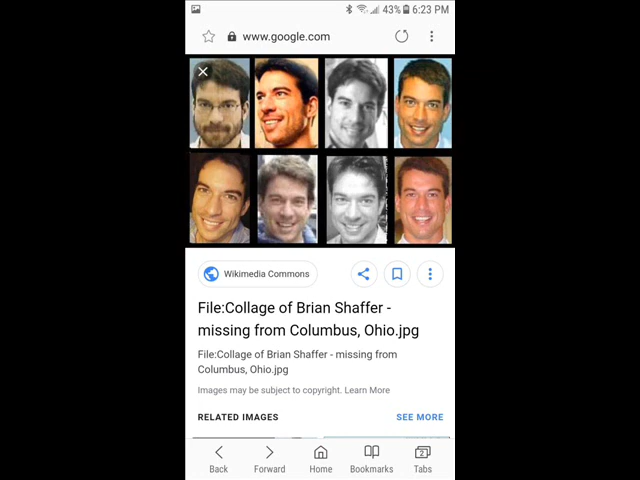 43% 6:23 PM
www.google.com
Wikimedia Commons
File:Collage of Brian Shaffer -
missing from Columbus, Ohio.jpg
File:Collage of Brian Shaffer - missing from
Columbus, Ohio.jpg
Images may be subject to copyright. Learn More
RELATED IMAGES SEE MORE
2
Back Forward Home Bookmarks Tabs